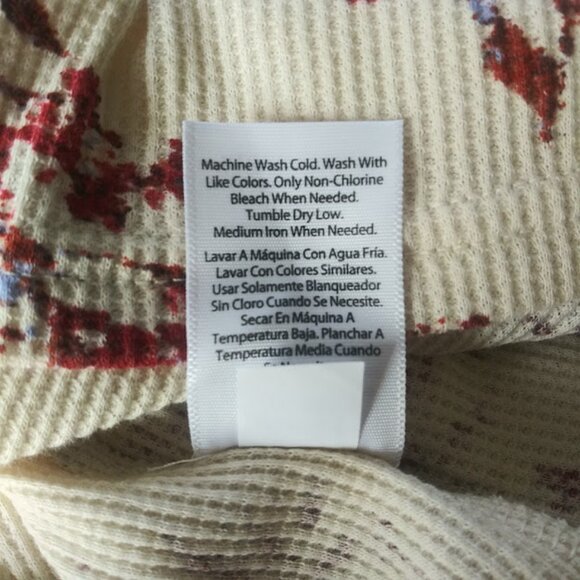 Machine Wash Cold. Wash With
Like Colors. Only Non-Chlorine
Bleach When Needed.
Tumble Dry Low.
Medium Iron When Needed.
Lavar A Máquina Con Agua Fría.
Lavar Con Colores Similares.
Usar Solamente Blanqueador
Sin Cloro Cuando Se Necesite.
Secar En Máquina A
Temperatura Baja. Planchar A
Temperatura Media Cuando